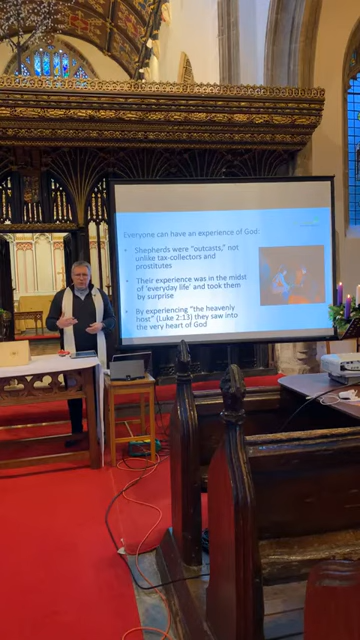 Everyone can have an experience of God
• Shepherds were "outcasts," not
unlike tax-collectors and
prostitutes
• Their experience was in the midst
of 'everyday life' and took them
by surprise
• By experiencing "the heavenly
host" (Luke 2:13) they saw into
the very heart of God